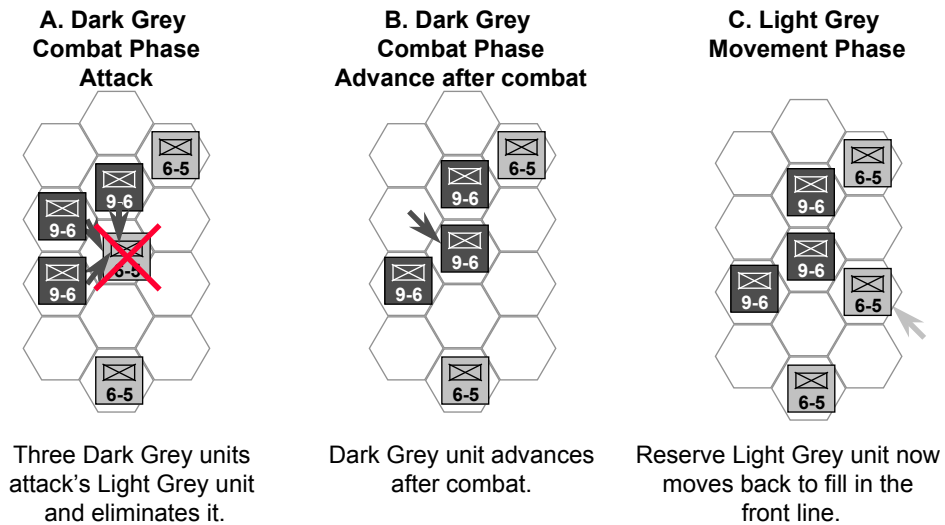 A. Dark Grey
Combat Phase
Attack
6-5
9-6
9-6
9-6
6-5
6-5
Three Dark Grey units
attack's Light Grey unit
and eliminates it.
B. Dark Grey
Combat Phase
Advance after combat
6-5
9-6
9-6
9-6
6-5
Dark Grey unit advances
after combat.
C. Light Grey
Movement Phase
6-5
9-6
9-6
9-6
6-5
6-5
Reserve Light Grey unit now
moves back to fill in the
front line.